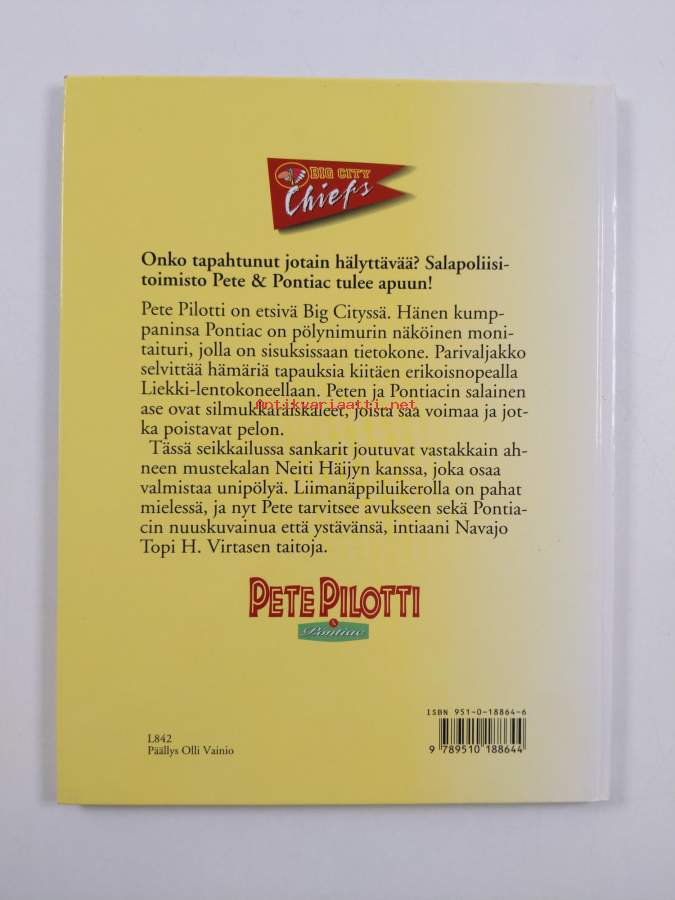 BIG CITY
Chiefs
Onko tapahtunut jotain hälyttävää? Salapoliisi-
toimisto Pete & Pontiac tulee apuun!
Pete Pilotti on etsivä Big Cityssä. Hänen kump-
paninsa Pontiac on pölynimurin näköinen moni-
taituri, jolla on sisuksissaan tietokone. Parivaljakko
selvittää hämäriä tapauksia kiitäen erikoisnopealla
Liekki-lentokoneellaan. Peten ja Pontiacin salainen
antikvariaatti.net
ase ovat silmukkaraiskaleet, joista saa voimaa ja jot-
ka poistavat pelon.
Tässä seikkailussa sankarit joutuvat vastakkain ah-
neen mustekalan Neiti Häijyn kanssa, joka osaa
valmistaa unipölyä. Liimanäppiluikerolla on pahat
mielessä, ja nyt Pete tarvitsee avukseen sekä Pontia-
cin nuuskuvainua että ystävänsä, intiaani Navajo
Topi H. Virtasen taitoja.
PETE PILOTTI
&
Pontiac
ISBN 951-0-18864-6
9 789510 188644
L842
Päällys Olli Vainio